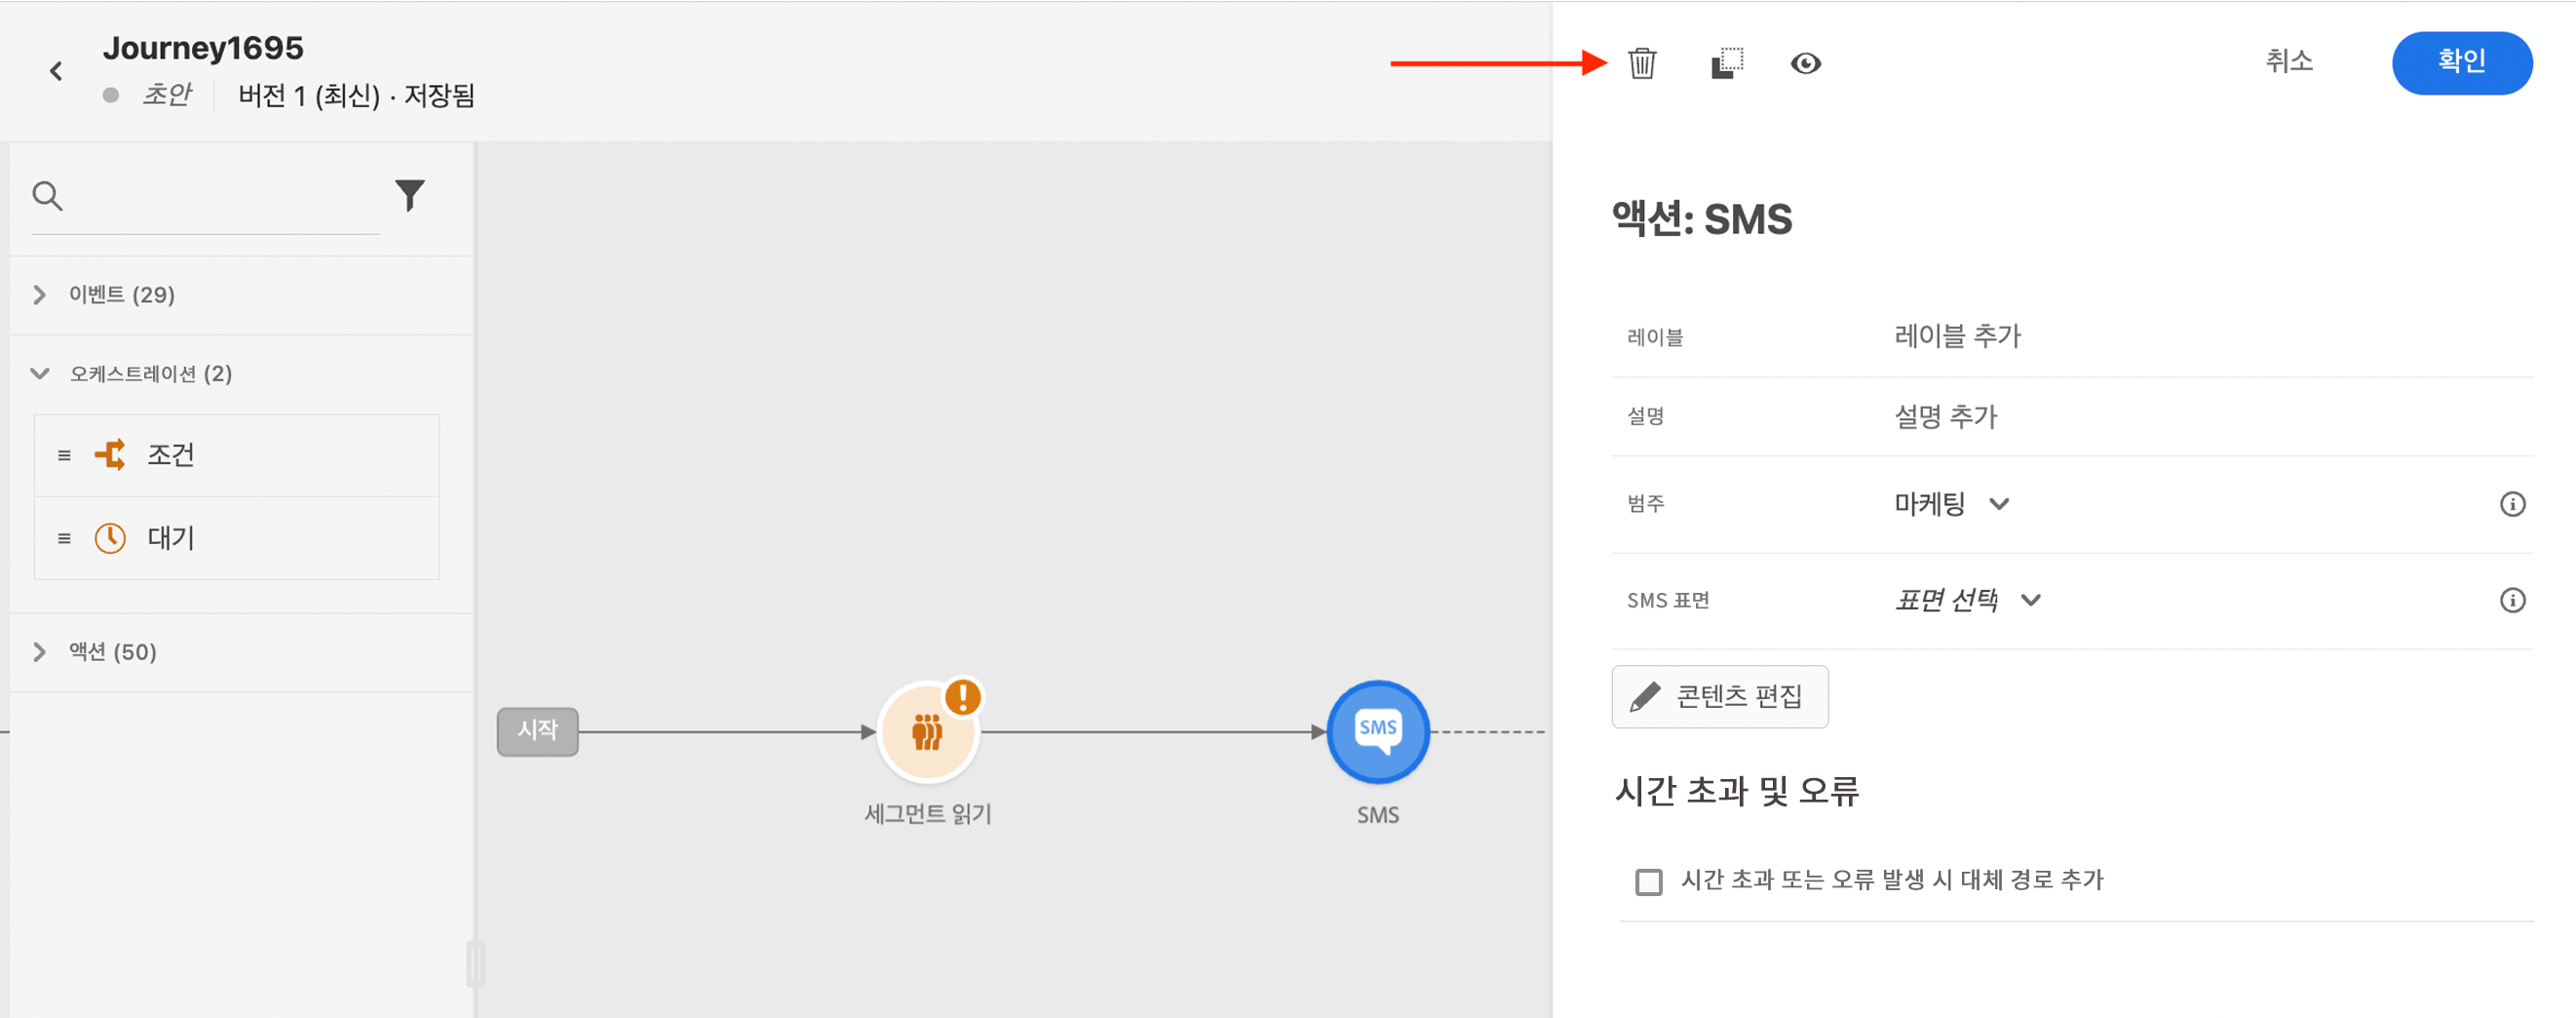 Journey1695
초안
버전 1 (최신) · 저장됨
취소
확인
이벤트 (29)
오케스트레이션 (2)
조건
대기
액션 (50)
시작
세그먼트 읽기
SMS
SMS
액션: SMS
레이블
레이블 추가
설명
설명 추가
범주
마케팅
SMS 표면
표면 선택
콘텐츠 편집
시간 초과 및 오류
시간 초과 또는 오류 발생 시 대체 경로 추가